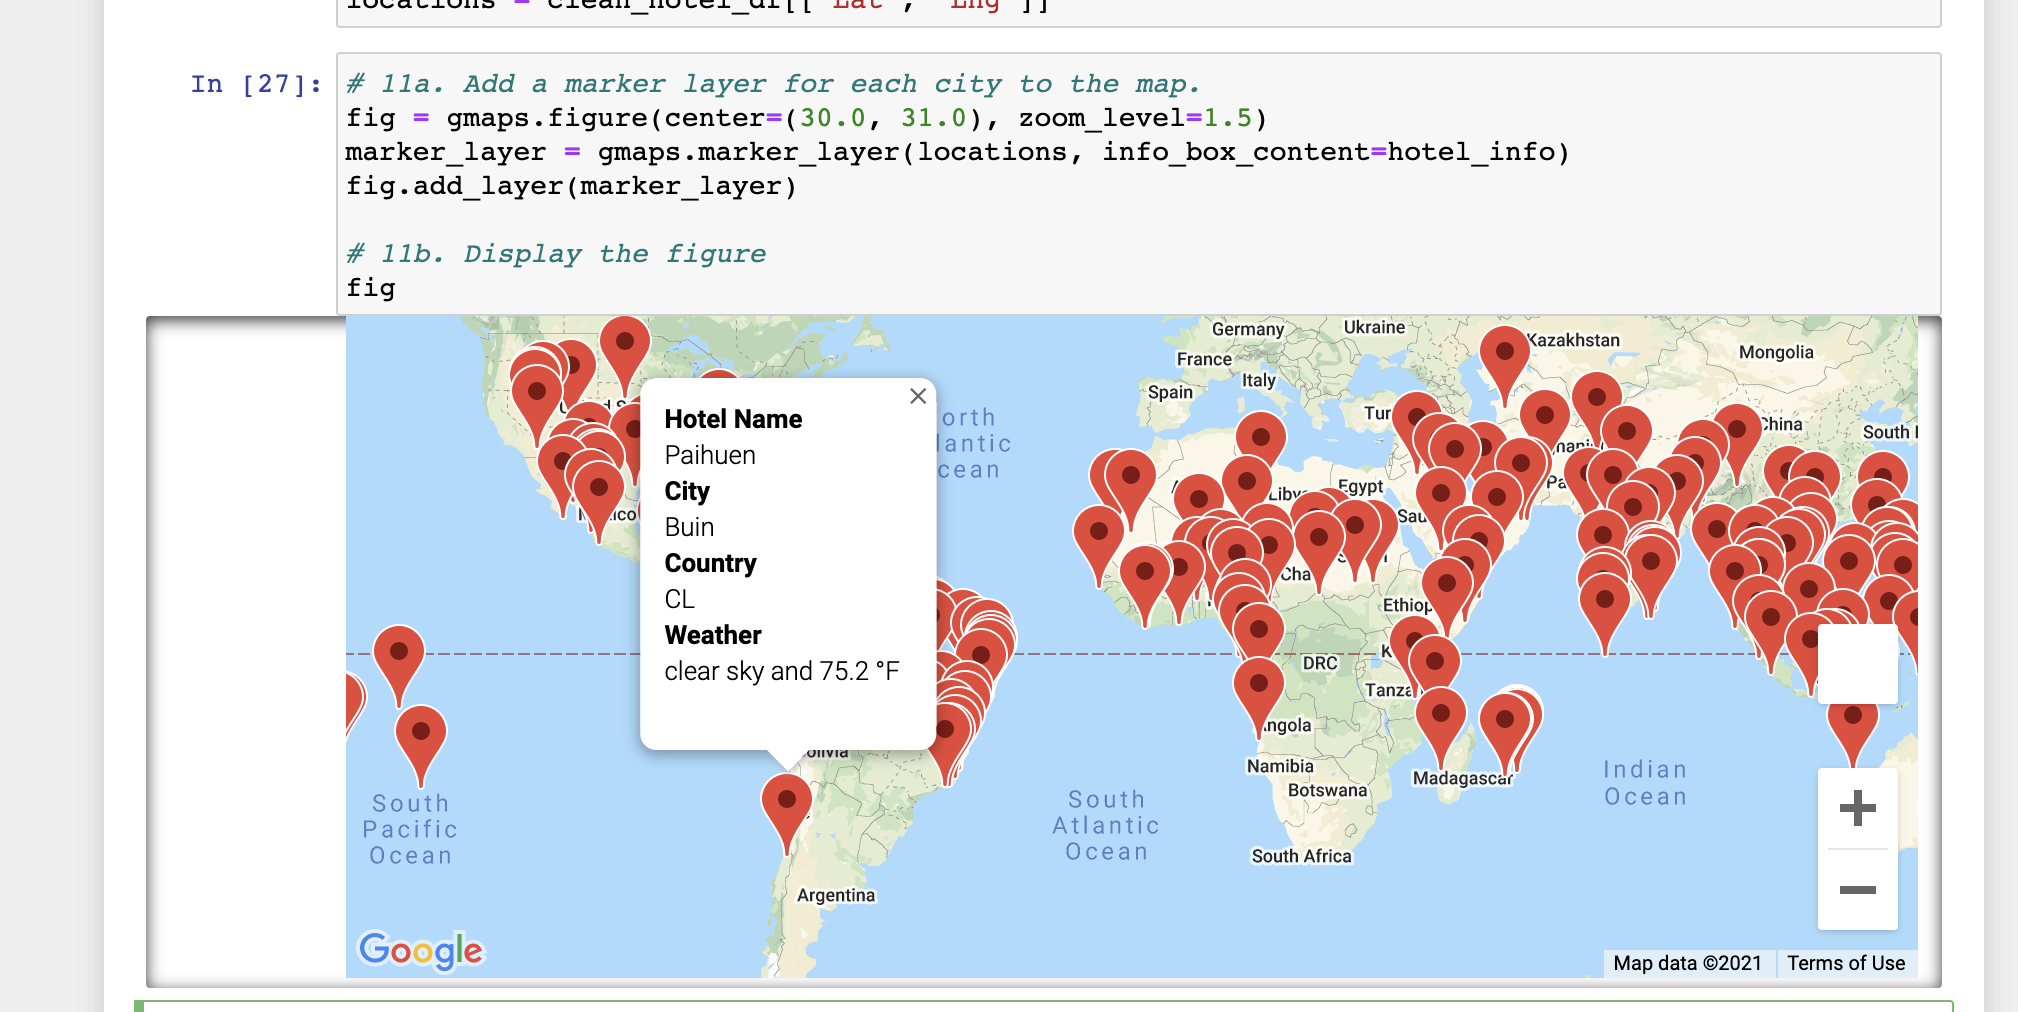 locations = clean_hotel_df[["Lat", "Lng"]]
In [27]:
# 11a. Add a marker layer for each city to the map.
fig = gmaps.figure(center=(30.0, 31.0), zoom_level=1.5)
marker_layer = gmaps.marker_layer(locations, info_box_content=hotel_info)
fig.add_layer(marker_layer)
# 11b. Display the figure
fig
Germany
Ukraine
Kazakhstan
France
Mongolia
Italy
Spain
Tur
China
South
orth
lantic
cean
Hotel Name
Paihuen
City
Buin
Country
CL
Weather
clear sky and 75.2 °F
Egypt
Sau
Cha
Ethiop
DRC
Tanza
ngola
Namibia
Botswana
Madagascar
South Africa
olivia
Argentina
South
Pacific
Ocean
South
Atlantic
Ocean
Indian
Ocean
Google
Map data ©2021
Terms of Use